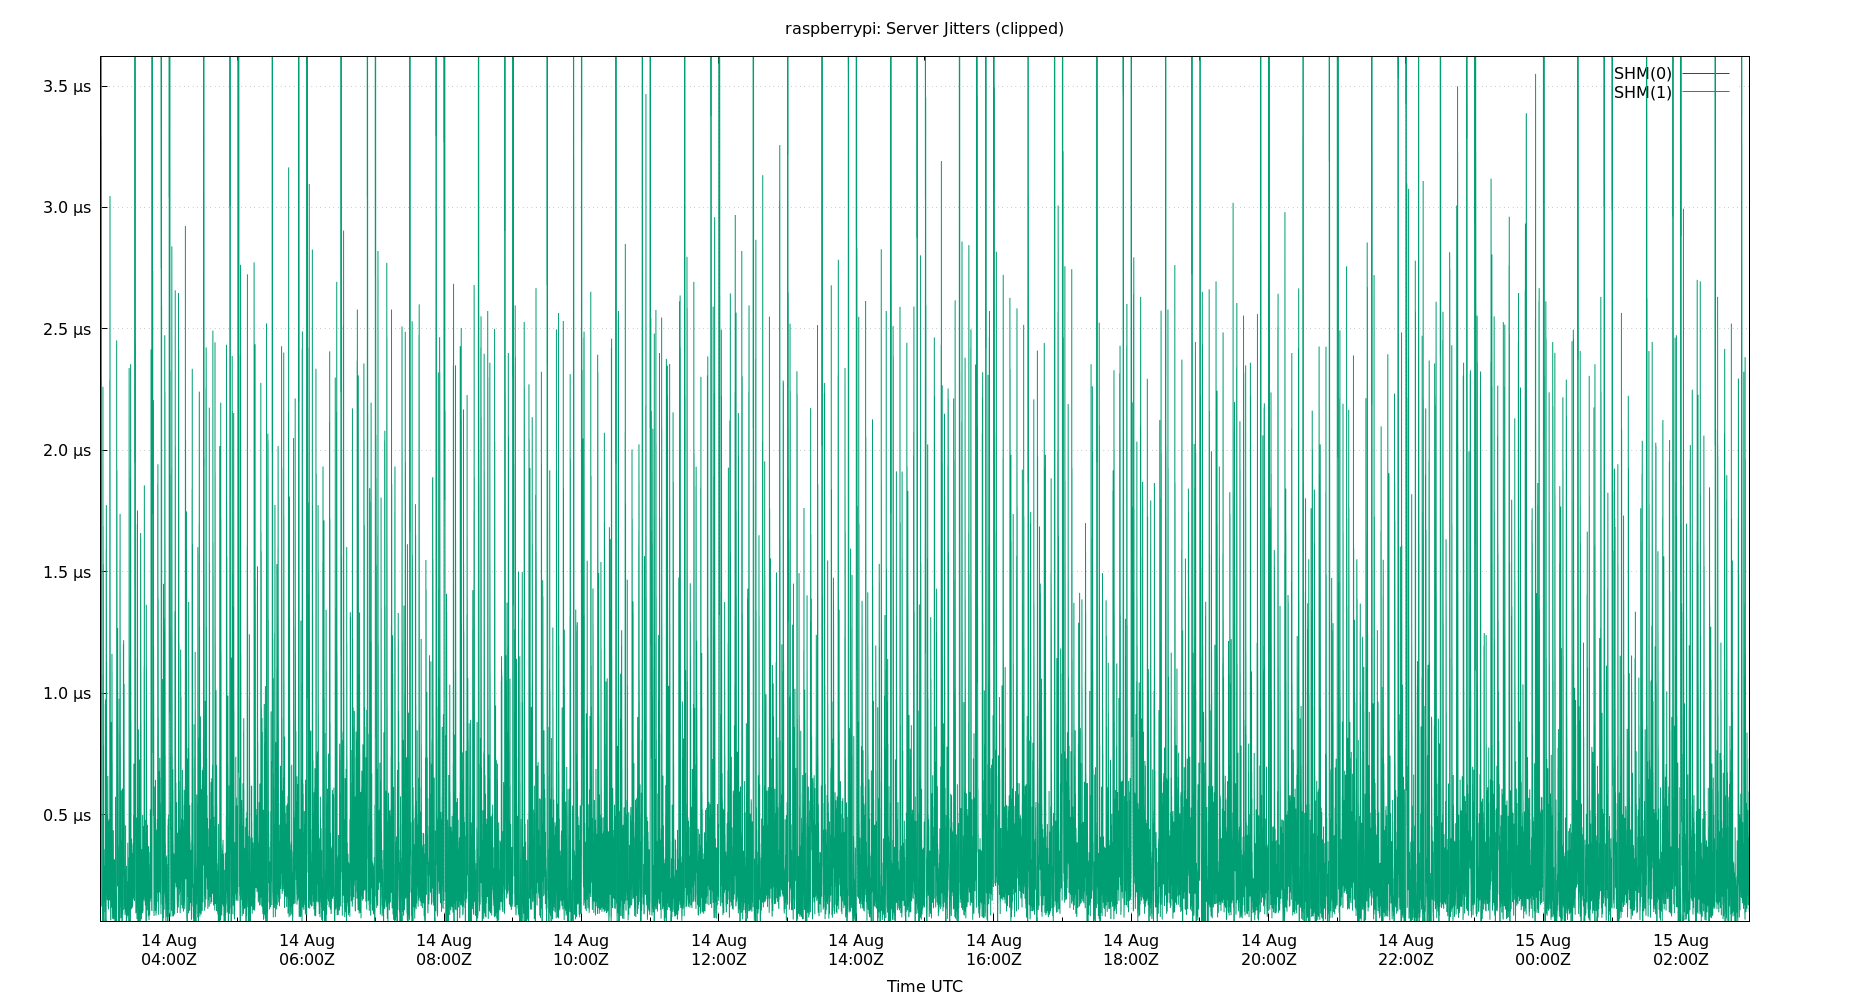 raspberrypi: Server Jitters (clipped)
SHM(0)
SHM(1)
3.5 µs
3.0 µs
2.5 µs
2.0 µs
1.5 µs
1.0 µs
0.5 µs
14 Aug 14 Aug 14 Aug 14 Aug 14 Aug 14 Aug 14 Aug 14 Aug 14 Aug 14 Aug 15 Aug 15 Aug
04:00Z 06:00Z 08:00Z 10:00Z 12:00Z 14:00Z 16:00Z 18:00Z 20:00Z 22:00Z 00:00Z 02:00Z
Time UTC